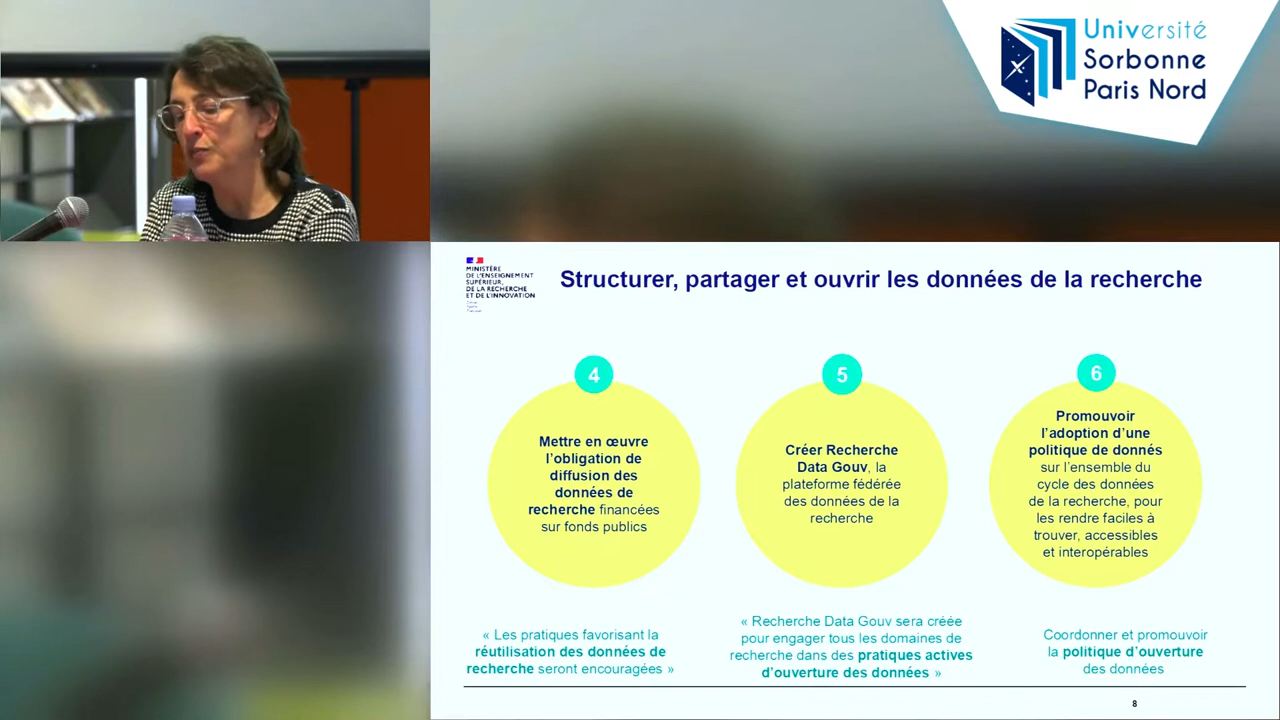 Université
Sorbonne
Paris Nord
MINISTÈRE
DE L'ENSEIGNEMENT
SUPÉRIEUR,
DE LA RECHERCHE
ET DE L'INNOVATION
Structurer, partager et ouvrir les données de la recherche
4
Mettre en œuvre
l’obligation de
diffusion des
données de
recherche financées
sur fonds publics
5
Créer Recherche
Data Gouv, la
plateforme fédérée
des données de la
recherche
6
Promouvoir
l’adoption d’une
politique de donnés
sur l’ensemble du
cycle des données
de la recherche, pour
les rendre faciles à
trouver, accessibles
et interopérables
« Les pratiques favorisant la
réutilisation des données de
recherche seront encouragées »
« Recherche Data Gouv sera créée
pour engager tous les domaines de
recherche dans des pratiques actives
d’ouverture des données »
Coordonner et promouvoir
la politique d’ouverture
des données
8